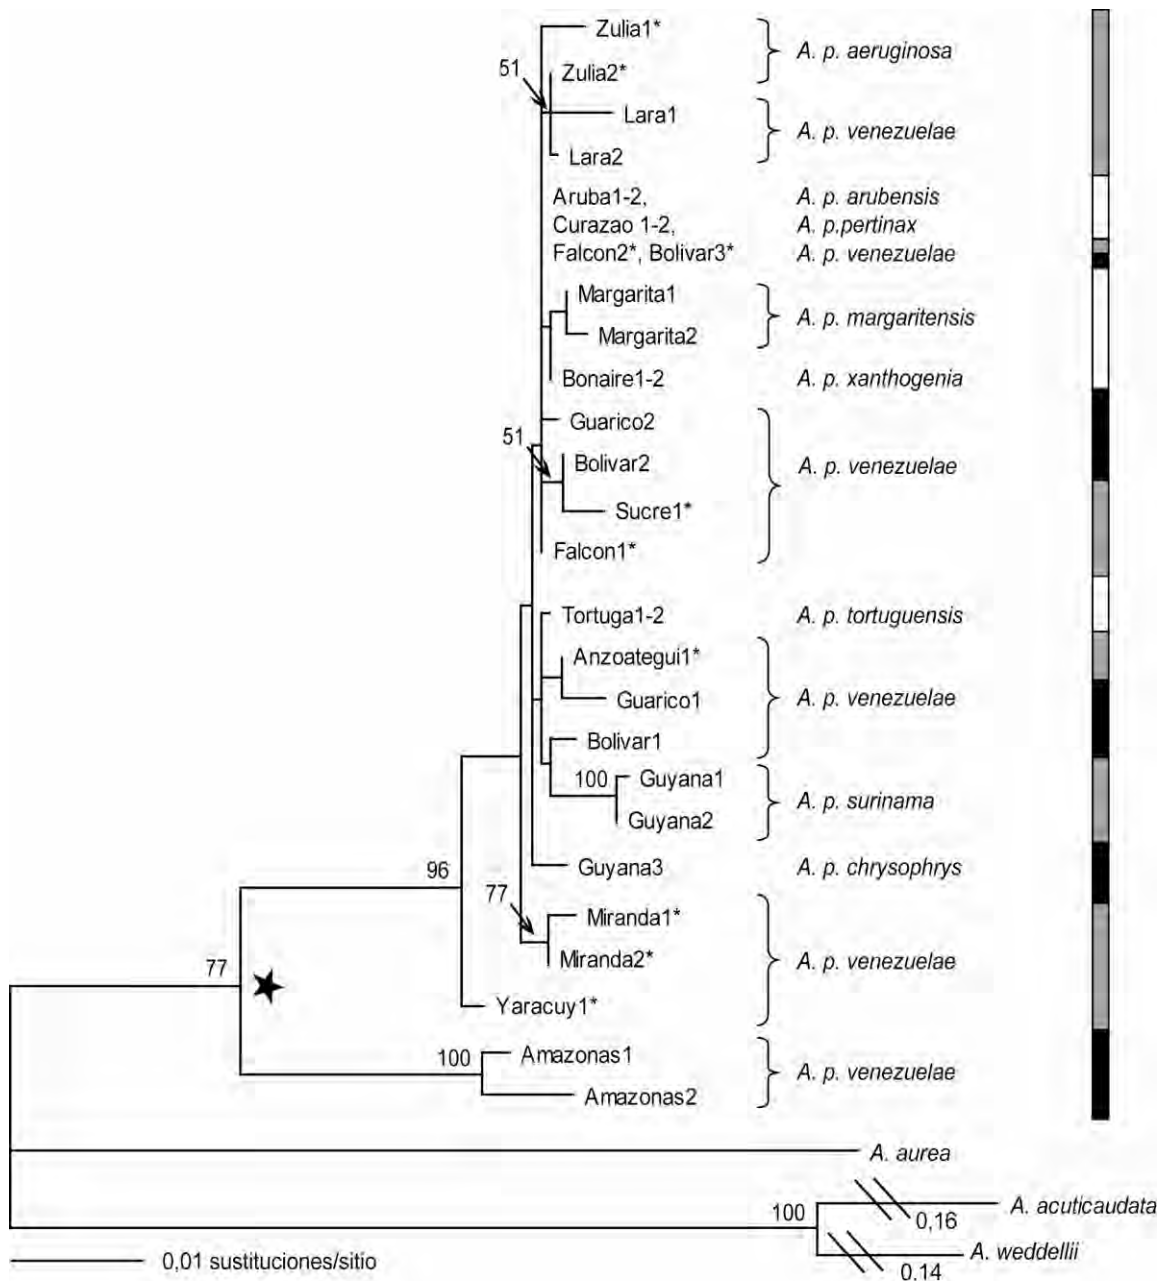 Zulia1*
A. p. aeruginosa
51
Zulia2*
Lara1
A. p. venezuelae
Lara2
Aruba1-2,
A. p. arubensis
Curazao 1-2,
A. p.pertinax
Falcon2*, Bolivar3*
A. p. venezuelae
Margarita1
A. p. margaritensis
Margarita2
Bonaire1-2
A. p. xanthogenia
Guarico2
51
Bolivar2
A. p. venezuelae
Sucre1*
Falcon1*
Tortuga1-2
A. p. tortuguensis
Anzoategui1*
Guarico1
A. p. venezuelae
Bolivar1
100
Guyana1
A. p. surinama
Guyana2
Guyana3
A. p. chrysophrys
96
77
Miranda1*
Miranda2*
A. p. venezuelae
77
Yaracuy1*
100
Amazonas1
A. p. venezuelae
Amazonas2
A. aurea
100
A. acuticaudata
0,16
A. weddellii
0.14
0,01 sustituciones/sitio